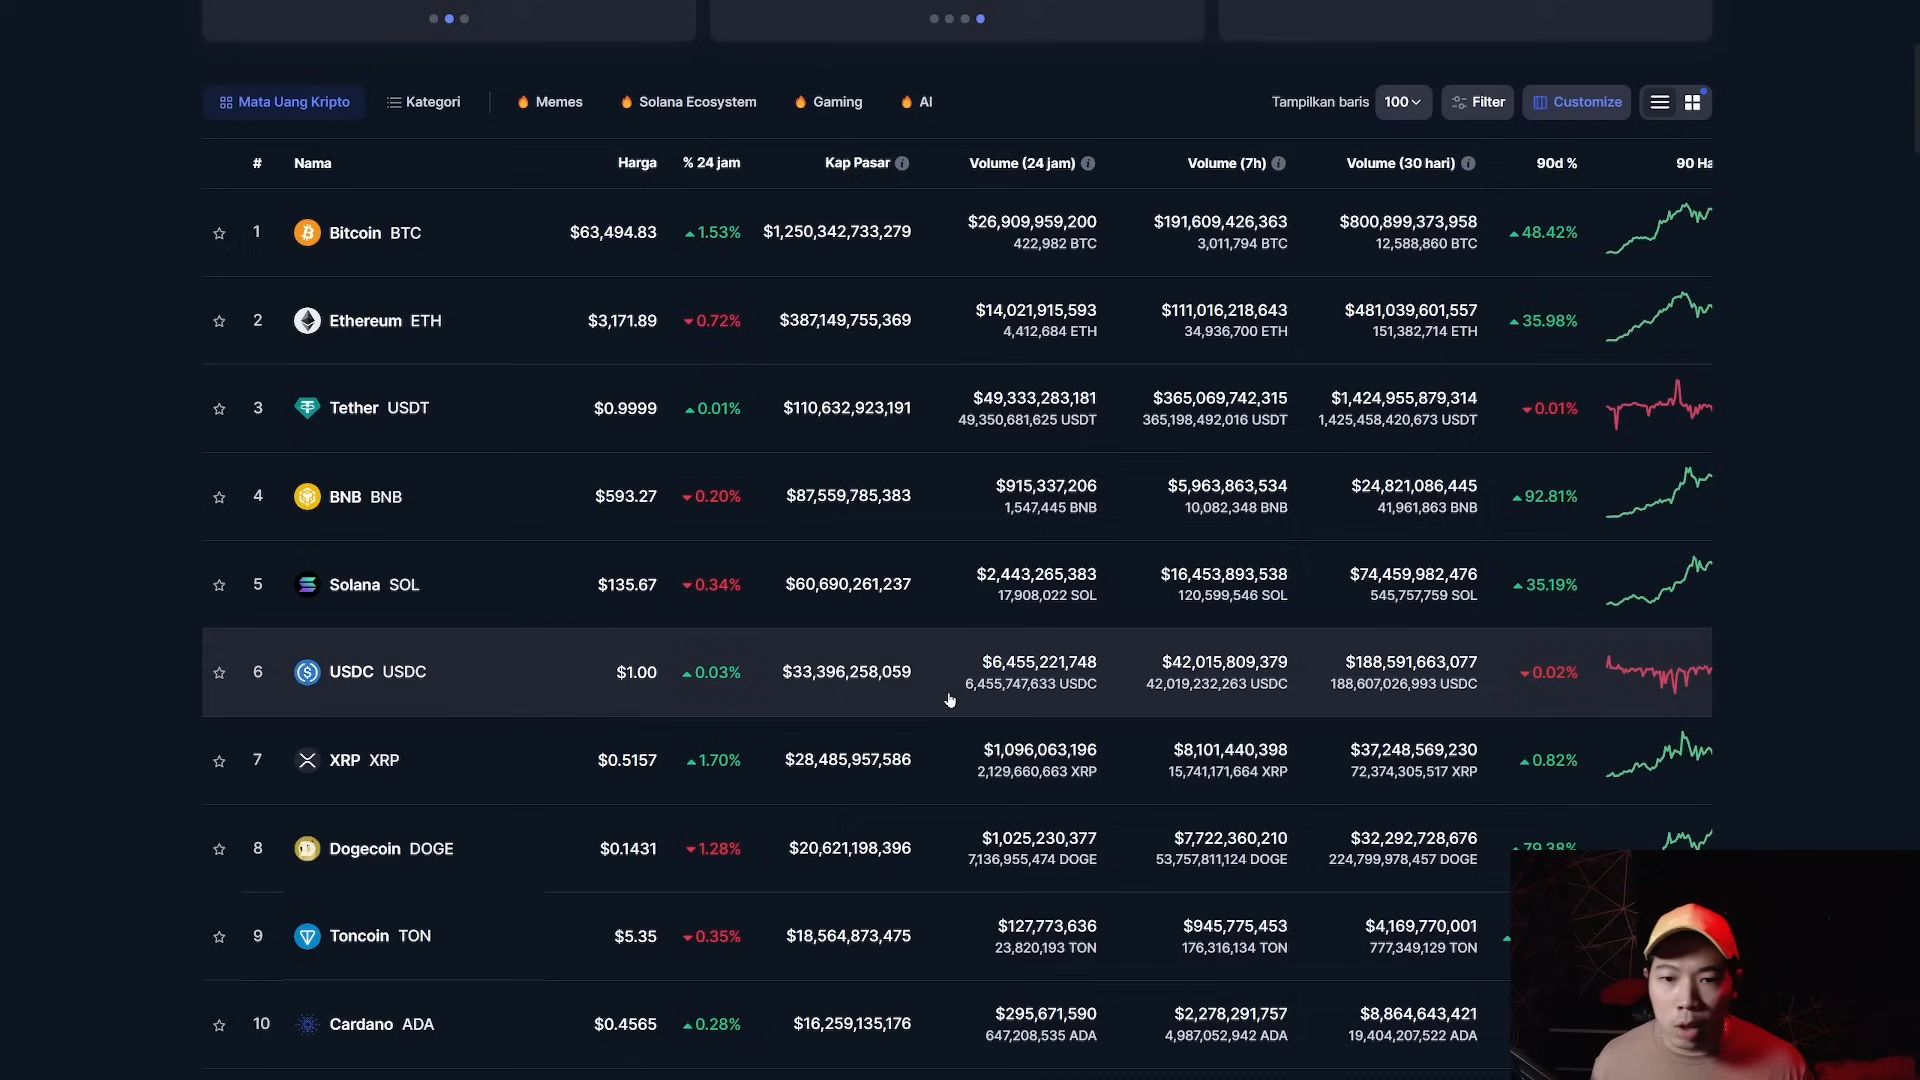 Mata Uang Kripto Kategori Memes Solana Ecosystem Gaming AI Tampilkan baris 100 Filter Customize
# Nama Harga % 24 jam Kap Pasar Volume (24 jam) Volume (7h) Volume (30 hari) 90d % 90 Ha
1 Bitcoin BTC $63,494.83 1.53% $1,250,342,733,279 $26,909,959,200 $191,609,426,363 $800,899,373,958 48.42%
422,982 BTC 3,011,794 BTC 12,588,860 BTC
2 Ethereum ETH $3,171.89 0.72% $387,149,755,369 $14,021,915,593 $111,016,218,643 $481,039,601,557 35.98%
4,412,684 ETH 34,936,700 ETH 151,382,714 ETH
3 Tether USDT $0.9999 0.01% $110,632,923,191 $49,333,283,181 $365,069,742,315 $1,424,955,879,314 0.01%
49,350,681,625 USDT 365,198,492,016 USDT 1,425,458,420,673 USDT
4 BNB BNB $593.27 0.20% $87,559,785,383 $915,337,206 $5,963,863,534 $24,821,086,445 92.81%
1,547,445 BNB 10,082,348 BNB 41,961,863 BNB
5 Solana SOL $135.67 0.34% $60,690,261,237 $2,443,265,383 $16,453,893,538 $74,459,982,476 35.19%
17,908,022 SOL 120,599,546 SOL 545,757,759 SOL
6 USDC USDC $1.00 0.03% $33,396,258,059 $6,455,221,748 $42,015,809,379 $188,591,663,077 0.02%
6,455,747,633 USDC 42,019,232,263 USDC 188,607,026,993 USDC
7 XRP XRP $0.5157 1.70% $28,485,957,586 $1,096,063,196 $8,101,440,398 $37,248,569,230 0.82%
2,129,660,663 XRP 15,741,171,664 XRP 72,374,305,517 XRP
8 Dogecoin DOGE $0.1431 1.28% $20,621,198,396 $1,025,230,377 $7,722,360,210 $32,292,728,676 79.38%
7,136,955,474 DOGE 53,757,811,124 DOGE 224,799,978,457 DOGE
9 Toncoin TON $5.35 0.35% $18,564,873,475 $127,773,636 $945,775,453 $4,169,770,001
23,820,193 TON 176,316,134 TON 777,349,129 TON
10 Cardano ADA $0.4565 0.28% $16,259,135,176 $295,671,590 $2,278,291,757 $8,864,643,421
647,208,535 ADA 4,987,052,942 ADA 19,404,207,522 ADA